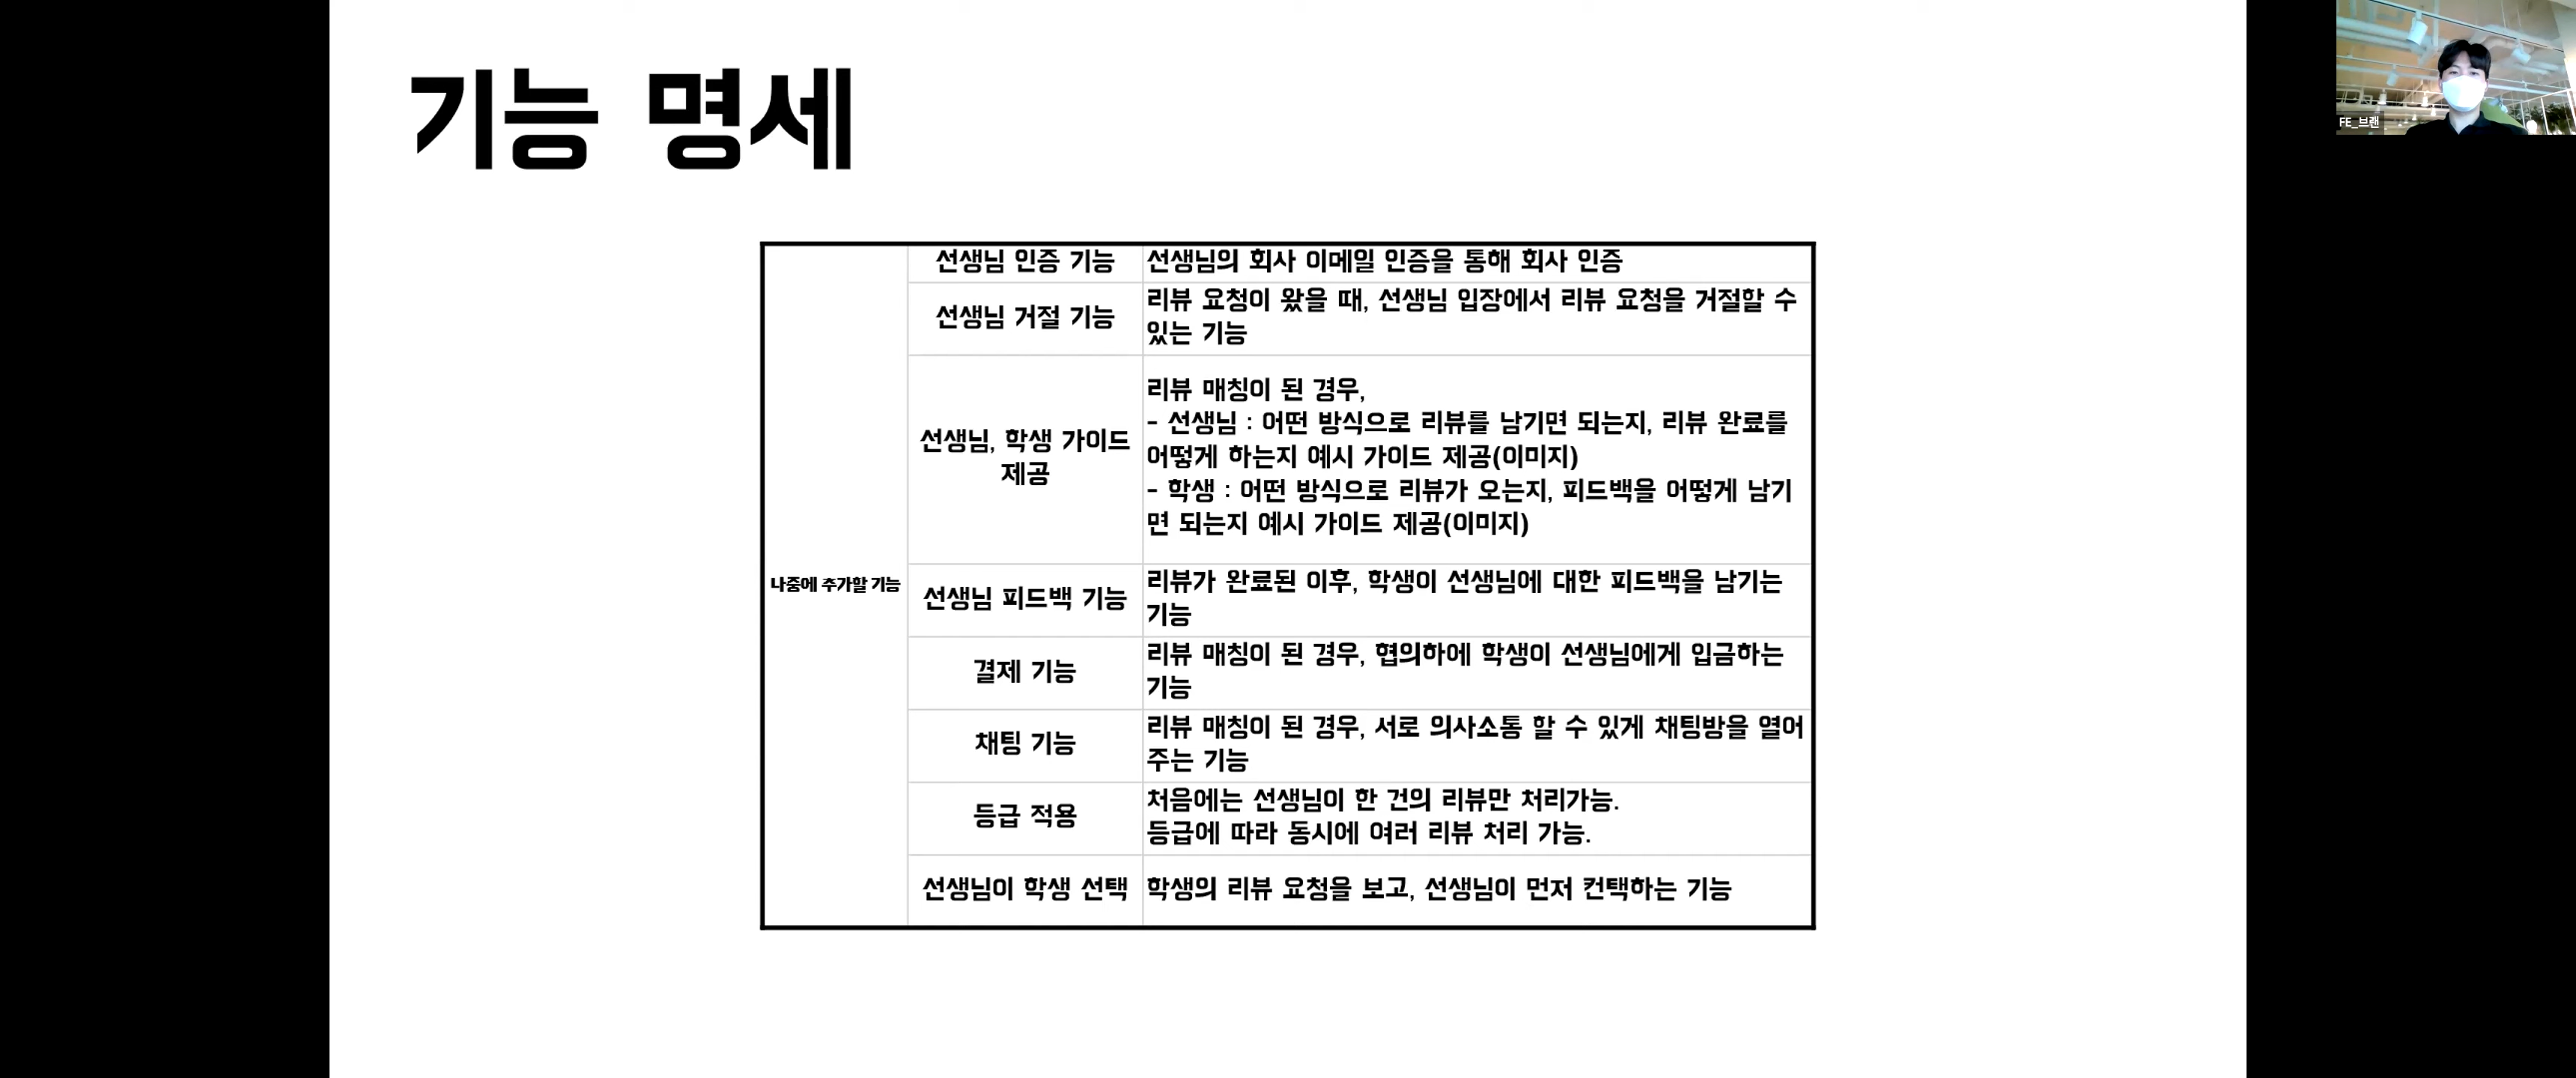 기능 명세
FE_브랜
나중에 추가할 기능
선생님 인증 기능
선생님의 회사 이메일 인증을 통해 회사 인증
선생님 거절 기능
리뷰 요청이 왔을 때, 선생님 입장에서 리뷰 요청을 거절할 수
있는 기능
선생님, 학생 가이드
제공
리뷰 매칭이 된 경우,
- 선생님 : 어떤 방식으로 리뷰를 남기면 되는지, 리뷰 완료를
어떻게 하는지 예시 가이드 제공(이미지)
- 학생 : 어떤 방식으로 리뷰가 오는지, 피드백을 어떻게 남기
면 되는지 예시 가이드 제공(이미지)
선생님 피드백 기능
리뷰가 완료된 이후, 학생이 선생님에 대한 피드백을 남기는
기능
결제 기능
리뷰 매칭이 된 경우, 협의하에 학생이 선생님에게 입금하는
기능
채팅 기능
리뷰 매칭이 된 경우, 서로 의사소통 할 수 있게 채팅방을 열어
주는 기능
등급 적용
처음에는 선생님이 한 건의 리뷰만 처리가능.
등급에 따라 동시에 여러 리뷰 처리 가능.
선생님이 학생 선택
학생의 리뷰 요청을 보고, 선생님이 먼저 컨택하는 기능